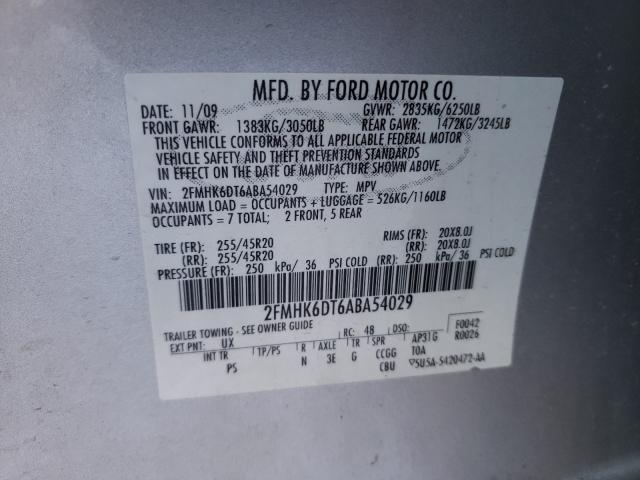 MFD. BY FORD MOTOR CO.
DATE: 11/09 GVWR: 2835KG/6250LB
FRONT GAWR: 1383KG/3050LB REAR GAWR: 1472KG/3245LB
THIS VEHICLE CONFORMS TO ALL APPLICABLE FEDERAL MOTOR
VEHICLE SAFETY AND THEFT PREVENTION STANDARDS
IN EFFECT ON THE DATE OF MANUFACTURE SHOWN ABOVE.
VIN: 2FMHK6DT6ABA54029 TYPE: MPV
MAXIMUM LOAD = OCCUPANTS + LUGGAGE = 526KG/1160LB
OCCUPANTS = 7 TOTAL; 2 FRONT, 5 REAR
TIRE (FR): 255/45R20 RIMS (FR): 20X8.0J
(RR): 255/45R20 (RR): 20X8.0J
PRESSURE (FR): 250 kPa/ 36 PSI COLD (RR): 250 kPa/ 36 PSI COLD
2FMHK6DT6ABA54029
TRAILER TOWING - SEE OWNER GUIDE
EXT PNT: UX RC: 48 DSO: F0042
INT TR TP/PS R AXLE TR SPR AP31G R0026
PS N 3E G CCGG TOA
CBU 5U5A-5420472-AA